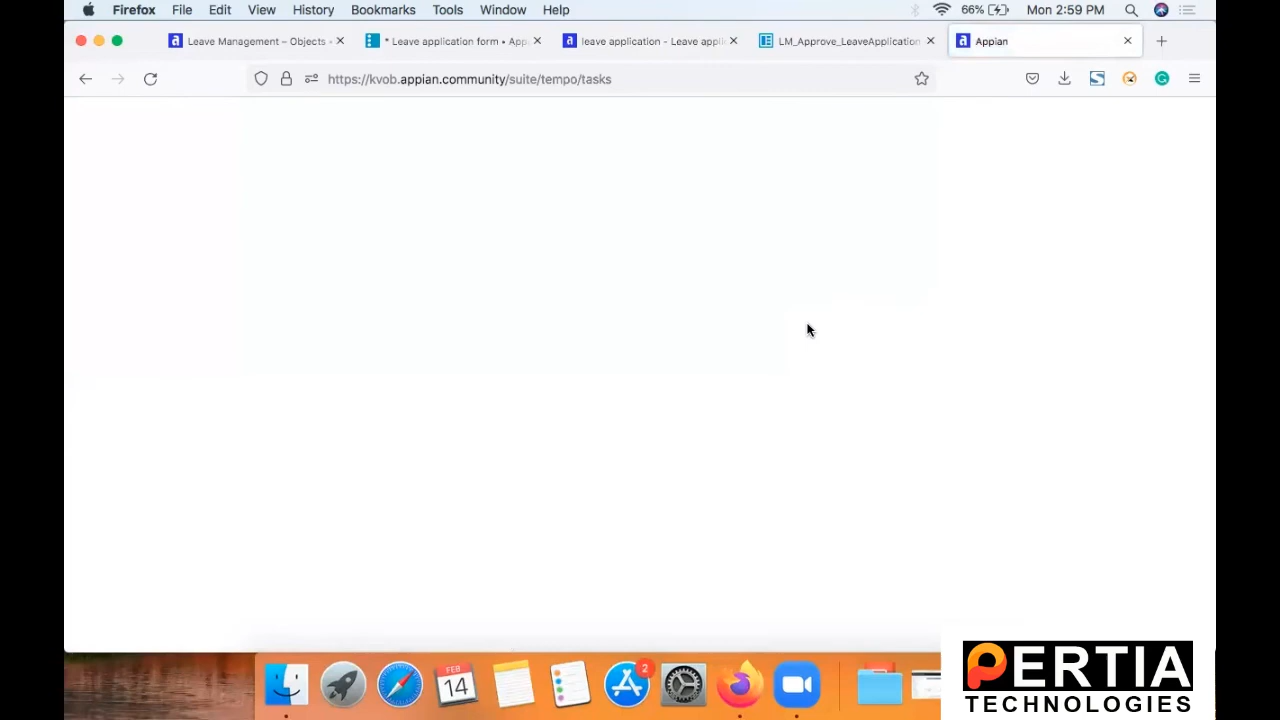 Firefox File Edit View History Bookmarks Tools Window Help 66% Mon 2:59 PM
Leave Management – Objects - * Leave application form • App leave application - Leave appli LM_Approve_LeaveApplication Appian
https://kvob.appian.community/suite/tempo/tasks
FEB
14
2
PERTIA
TECHNOLOGIES